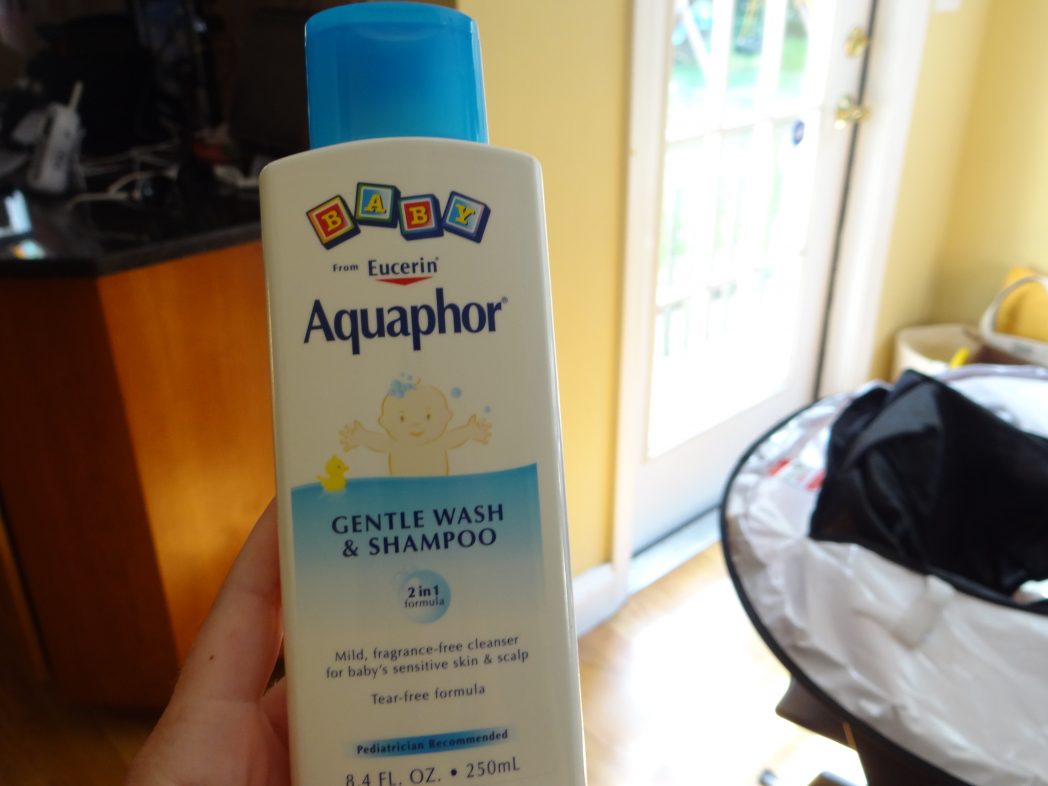 BABY
From Eucerin®
Aquaphor®
GENTLE WASH
& SHAMPOO
2 in 1
formula
Mild, fragrance-free cleanser
for baby's sensitive skin & scalp
Tear-free formula
Pediatrician Recommended
8.4 FL. OZ. • 250mL